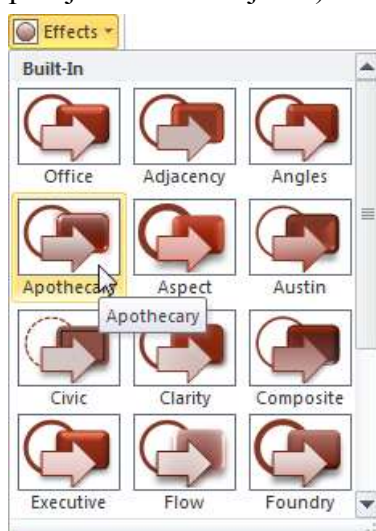 Effects
Built-In
Office Adjacency Angles
Apothecary Aspect Austin
Apothecary
Civic Clarity Composite
Executive Flow Foundry